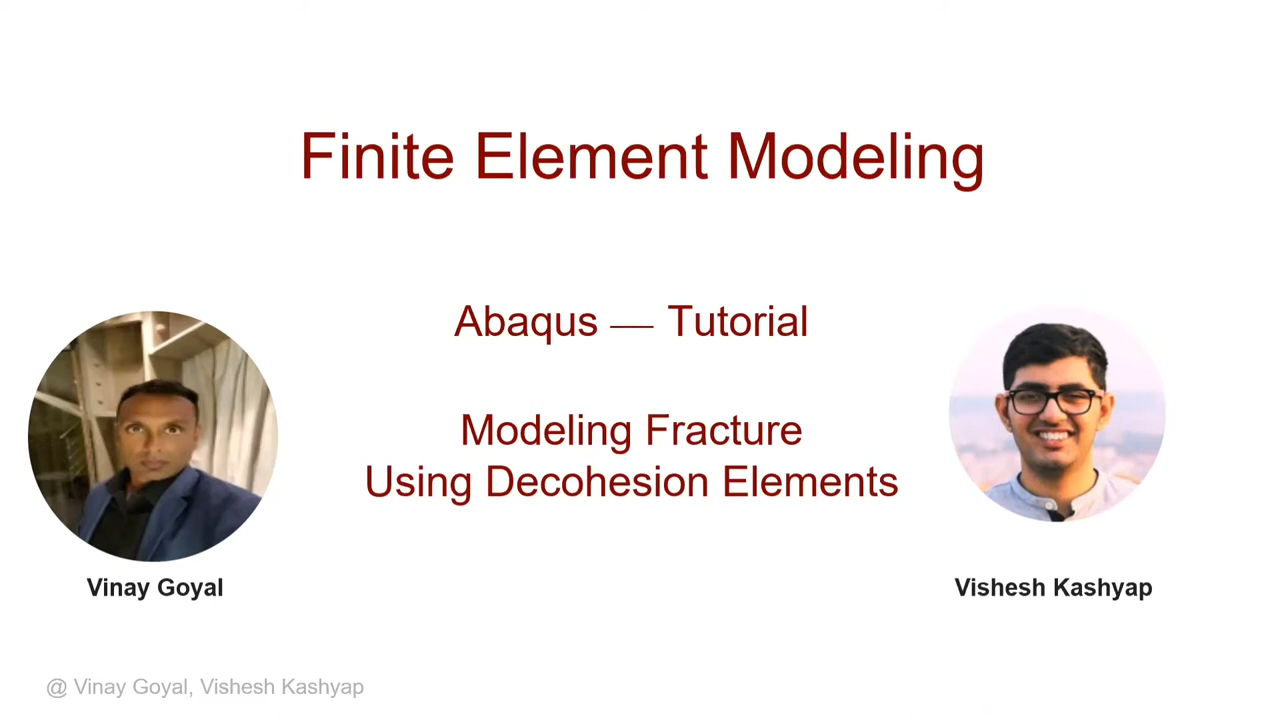 Finite Element Modeling
Abaqus — Tutorial
Modeling Fracture
Using Decohesion Elements
Vinay Goyal
Vishesh Kashyap
@ Vinay Goyal, Vishesh Kashyap